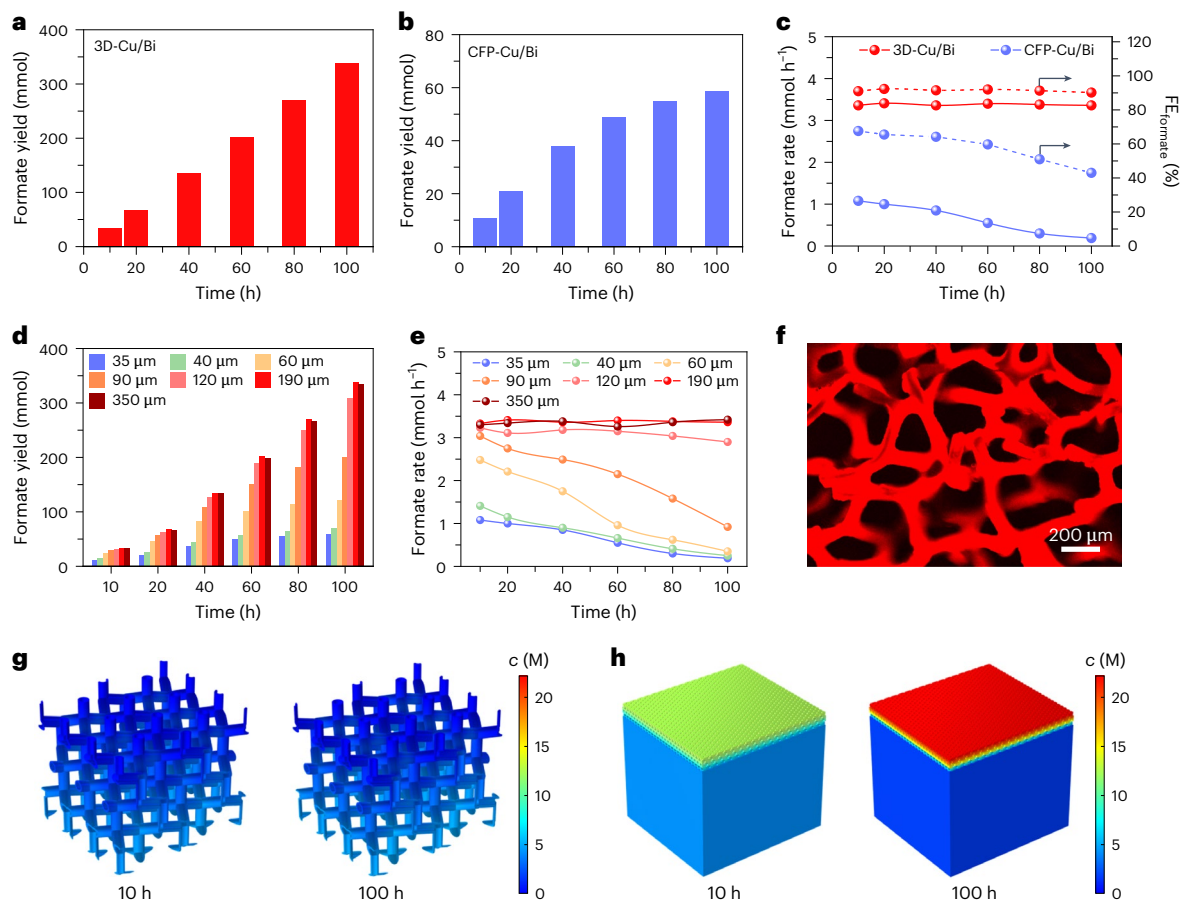 a
3D-Cu/Bi
Formate yield (mmol)
400
300
200
100
0
0 20 40 60 80 100
Time (h)
b
CFP-Cu/Bi
Formate yield (mmol)
80
60
40
20
0
0 20 40 60 80 100
Time (h)
c
3D-Cu/Bi CFP-Cu/Bi
Formate rate (mmol h⁻¹)
5
4
3
2
1
0
120
100
80
60
40
20
0
FEformate (%)
0 20 40 60 80 100
Time (h)
d
35 µm 40 µm 60 µm
90 µm 120 µm 190 µm
350 µm
Formate yield (mmol)
400
300
200
100
0
10 20 40 60 80 100
Time (h)
e
35 µm 40 µm 60 µm
90 µm 120 µm 190 µm
350 µm
Formate rate (mmol h⁻¹)
5
4
3
2
1
0
0 20 40 60 80 100
Time (h)
f
200 µm
g
c (M)
20
15
10
5
0
10 h 100 h
h
c (M)
20
15
10
5
0
10 h 100 h